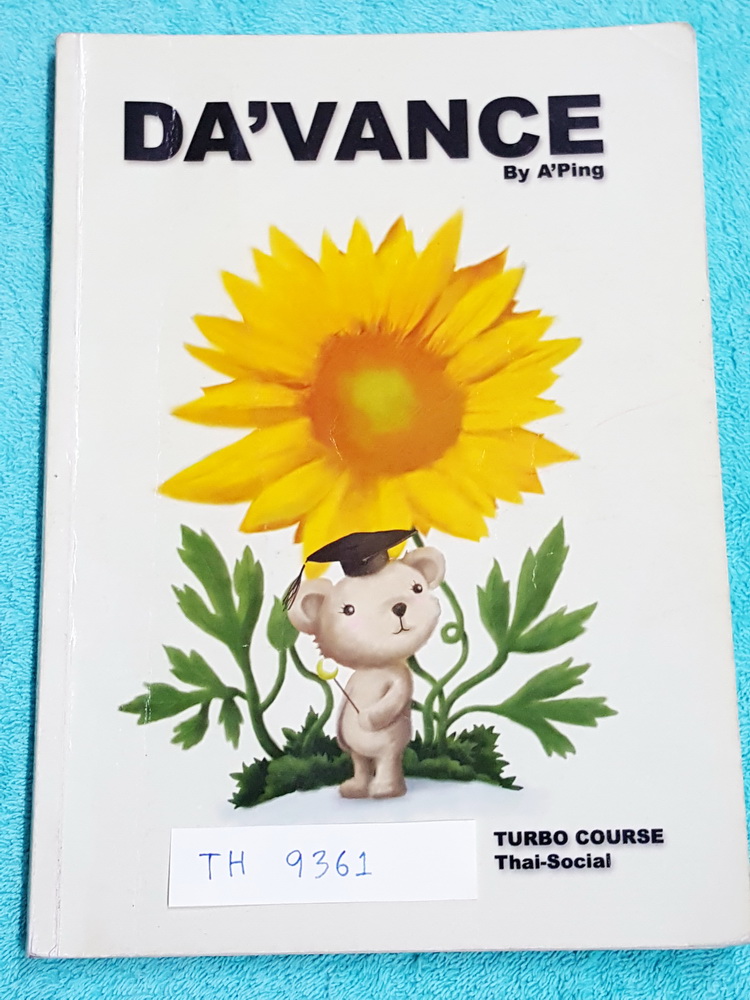 DA'VANCE
By A'Ping
TH 9361
TURBO COURSE
Thai-Social